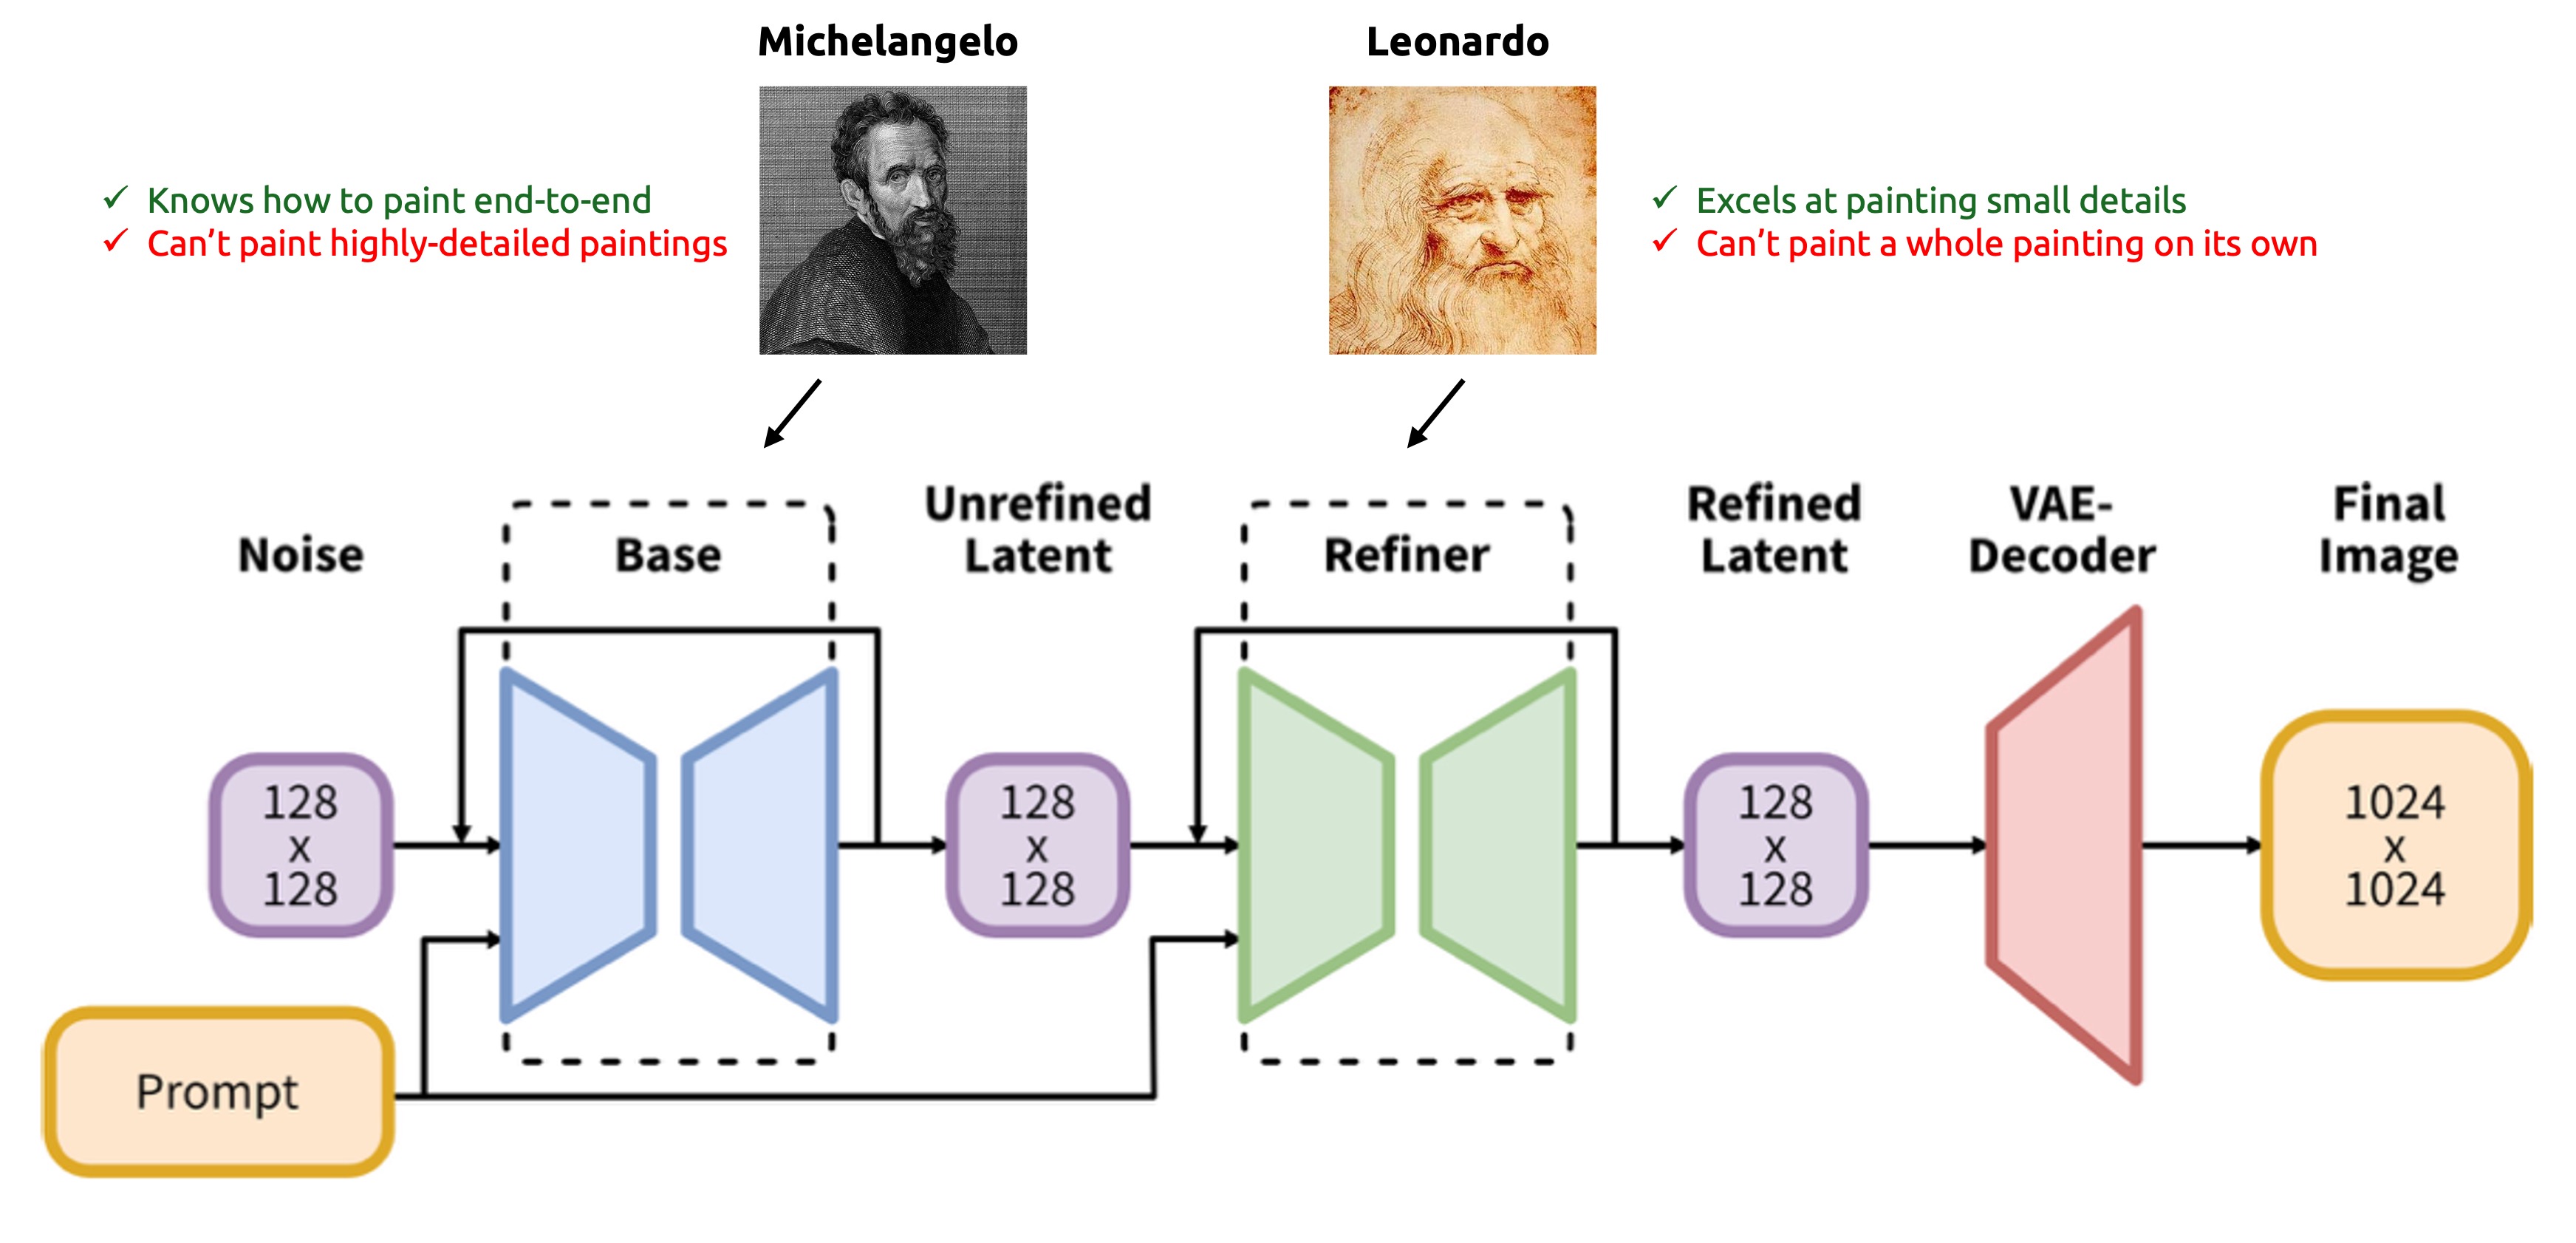 Michelangelo
Leonardo
✓ Knows how to paint end-to-end
✓ Can’t paint highly-detailed paintings
✓ Excels at painting small details
✓ Can’t paint a whole painting on its own
Noise
Base
Unrefined
Latent
Refiner
Refined
Latent
VAE-
Decoder
Final
Image
128
x
128
128
x
128
128
x
128
1024
x
1024
Prompt